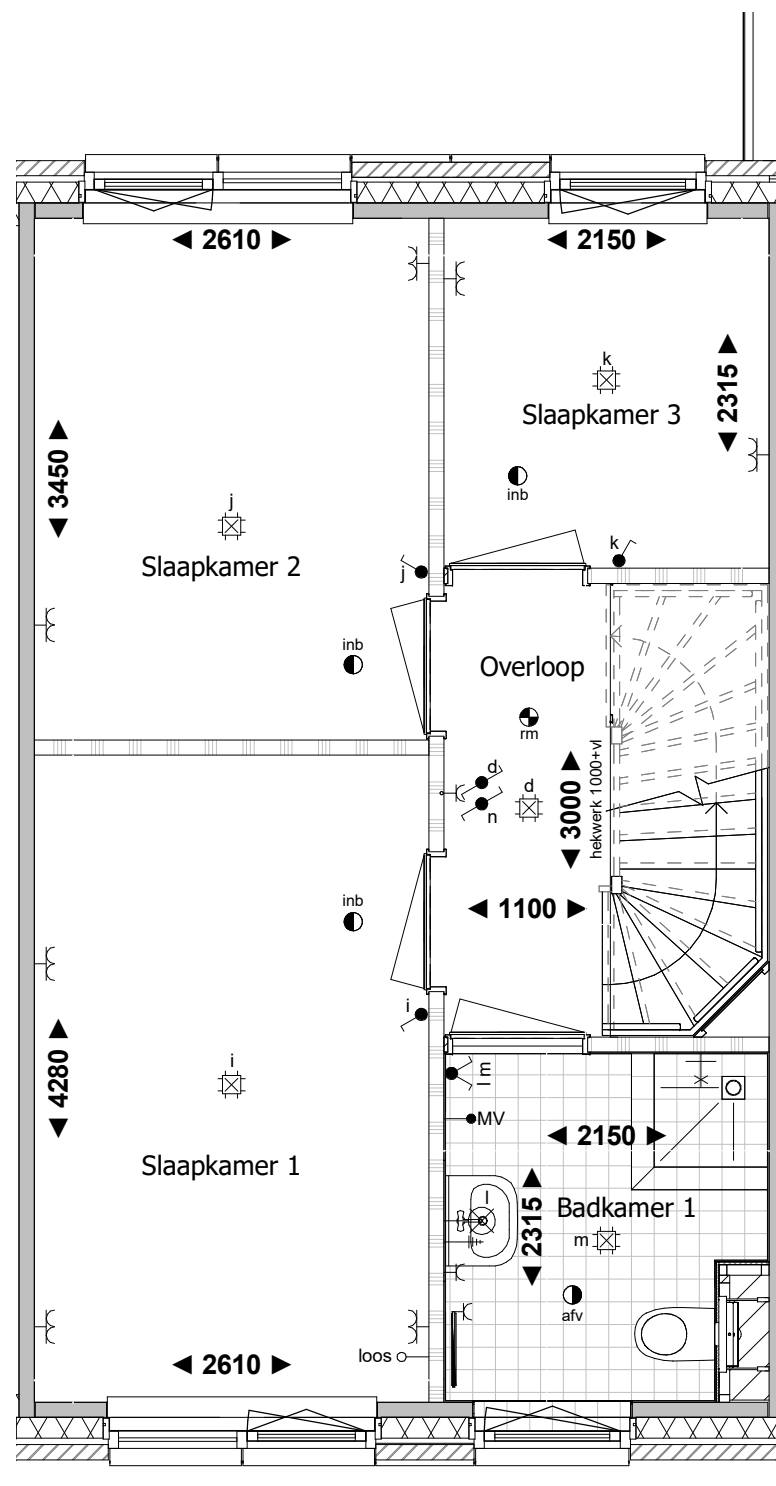 ◄ 2610 ►
◄ 2150 ►
k
◄ 2315 ►
Slaapkamer 3
◄ 3450 ►
inb
j
k
Slaapkamer 2
j
inb
Overloop
rm
d
d
n
◄ 3000 ►
hekwerk 1000+vl
inb
◄ 1100 ►
i
i
◄ 4280 ►
l m
MV
◄ 2150 ►
Slaapkamer 1
l
◄ 2315 ►
Badkamer 1
m
afv
loos
◄ 2610 ►